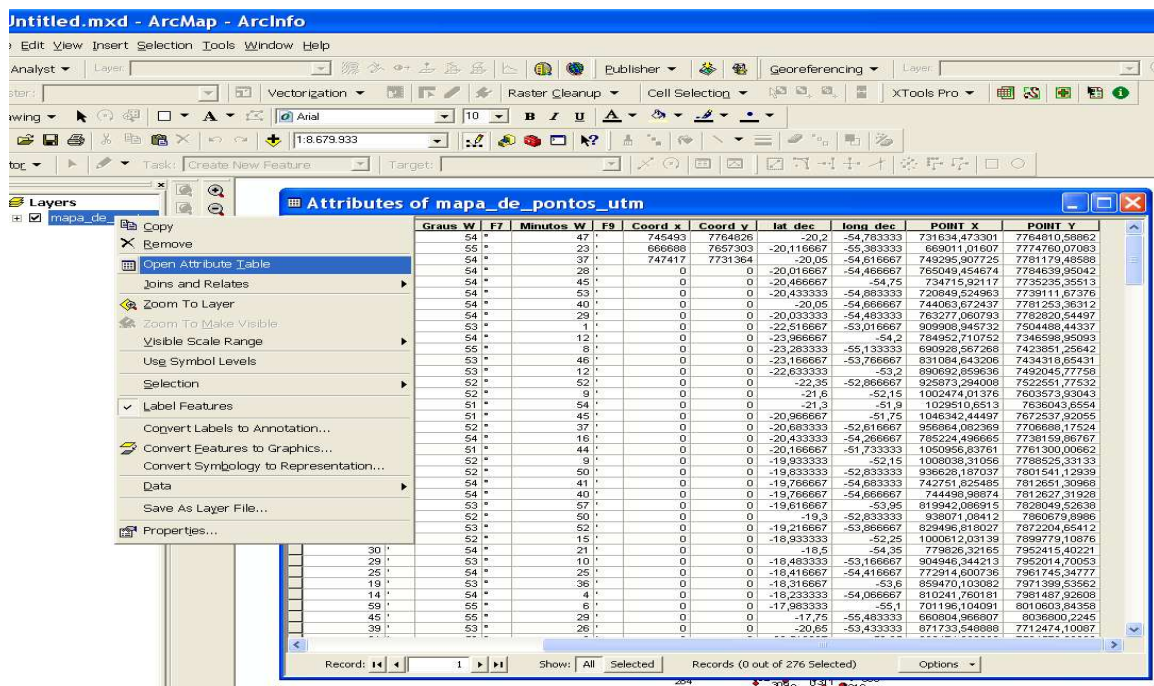 Untitled.mxd - ArcMap - ArcInfo
Edit View Insert Selection Tools Window Help
Analyst Layer: Publisher Georeferencing Layer:
Vectorization Raster Cleanup Cell Selection XTools Pro
Arial 10 B I U A
1:8.679.933
Task: Create New Feature Target:
Layers
mapa_de_
Copy
Remove
Open Attribute Table
Joins and Relates
Zoom To Layer
Zoom To Make Visible
Visible Scale Range
Use Symbol Levels
Selection
Label Features
Convert Labels to Annotation...
Convert Features to Graphics...
Convert Symbology to Representation...
Data
Save As Layer File...
Properties...
Attributes of mapa_de_pontos_utm
Graus W F7 Minutos W F9 Coord x Coord y lat dec long dec POINT X POINT Y
54 " 47 ' 745493 7764826 -20,2 -54,783333 731634,473301 7764810,58862
55 " 23 ' 666688 7657303 -20,116667 -55,383333 669011,01607 7774760,07083
54 " 37 ' 747417 7731364 -20,05 -54,616667 749295,907725 7781179,48588
54 " 28 ' 0 0 -20,016667 -54,466667 765049,454674 7784639,95042
54 " 45 ' 0 0 -20,466667 -54,75 734715,92117 7735235,35513
54 " 53 ' 0 0 -20,433333 -54,883333 720849,524963 7739111,67376
54 " 40 ' 0 0 -20,05 -54,666667 744063,672437 7781253,36312
54 " 29 ' 0 0 -20,033333 -54,483333 763277,060793 7782820,54497
53 " 1 ' 0 0 -22,516667 -53,016667 909908,945732 7504488,44337
54 " 12 ' 0 0 -23,966667 -54,2 784952,710752 7346598,95093
55 " 8 ' 0 0 -23,283333 -55,133333 690928,567268 7423851,25642
53 " 46 ' 0 0 -23,166667 -53,766667 831084,643206 7434318,65431
53 " 12 ' 0 0 -22,633333 -53,2 890692,859636 7492045,77758
52 " 52 ' 0 0 -22,35 -52,866667 925873,294008 7522551,77532
52 " 9 ' 0 0 -21,6 -52,15 1002474,01376 7603573,93043
51 " 54 ' 0 0 -21,3 -51,9 1029510,6513 7636043,6554
51 " 45 ' 0 0 -20,966667 -51,75 1046342,44497 7672537,92055
52 " 37 ' 0 0 -20,683333 -52,616667 956864,082369 7706688,17524
54 " 16 ' 0 0 -20,433333 -54,266667 785224,496665 7738159,86767
51 " 44 ' 0 0 -20,166667 -51,733333 1050956,83761 7761300,00662
52 " 9 ' 0 0 -19,933333 -52,15 1008038,31056 7788525,33133
52 " 50 ' 0 0 -19,833333 -52,833333 936628,187037 7801541,12939
54 " 41 ' 0 0 -19,766667 -54,683333 742751,825485 7812651,30968
54 " 40 ' 0 0 -19,766667 -54,666667 744498,98874 7812627,31928
53 " 57 ' 0 0 -19,616667 -53,95 819942,086915 7828049,52638
52 " 50 ' 0 0 -19,3 -52,833333 938071,08412 7860679,8986
53 " 52 ' 0 0 -19,216667 -53,866667 829496,818027 7872204,65412
52 " 15 ' 0 0 -18,933333 -52,25 1000612,03139 7899779,10876
30 ' 54 " 21 ' 0 0 -18,5 -54,35 779826,32165 7952415,40221
29 ' 53 " 10 ' 0 0 -18,483333 -53,166667 904946,344213 7952014,70053
25 ' 54 " 25 ' 0 0 -18,416667 -54,416667 772914,600736 7961745,34777
19 ' 53 " 36 ' 0 0 -18,316667 -53,6 859470,103082 7971399,53562
14 ' 54 " 4 ' 0 0 -18,233333 -54,066667 810241,760181 7981487,92608
59 ' 55 " 6 ' 0 0 -17,983333 -55,1 701196,104091 8010603,84358
45 ' 55 " 29 ' 0 0 -17,75 -55,483333 660804,966807 8036800,2245
39 ' 53 " 26 ' 0 0 -20,65 -53,433333 871733,548888 7712474,10087
Record: 1 Show: All Selected Records (0 out of 276 Selected) Options